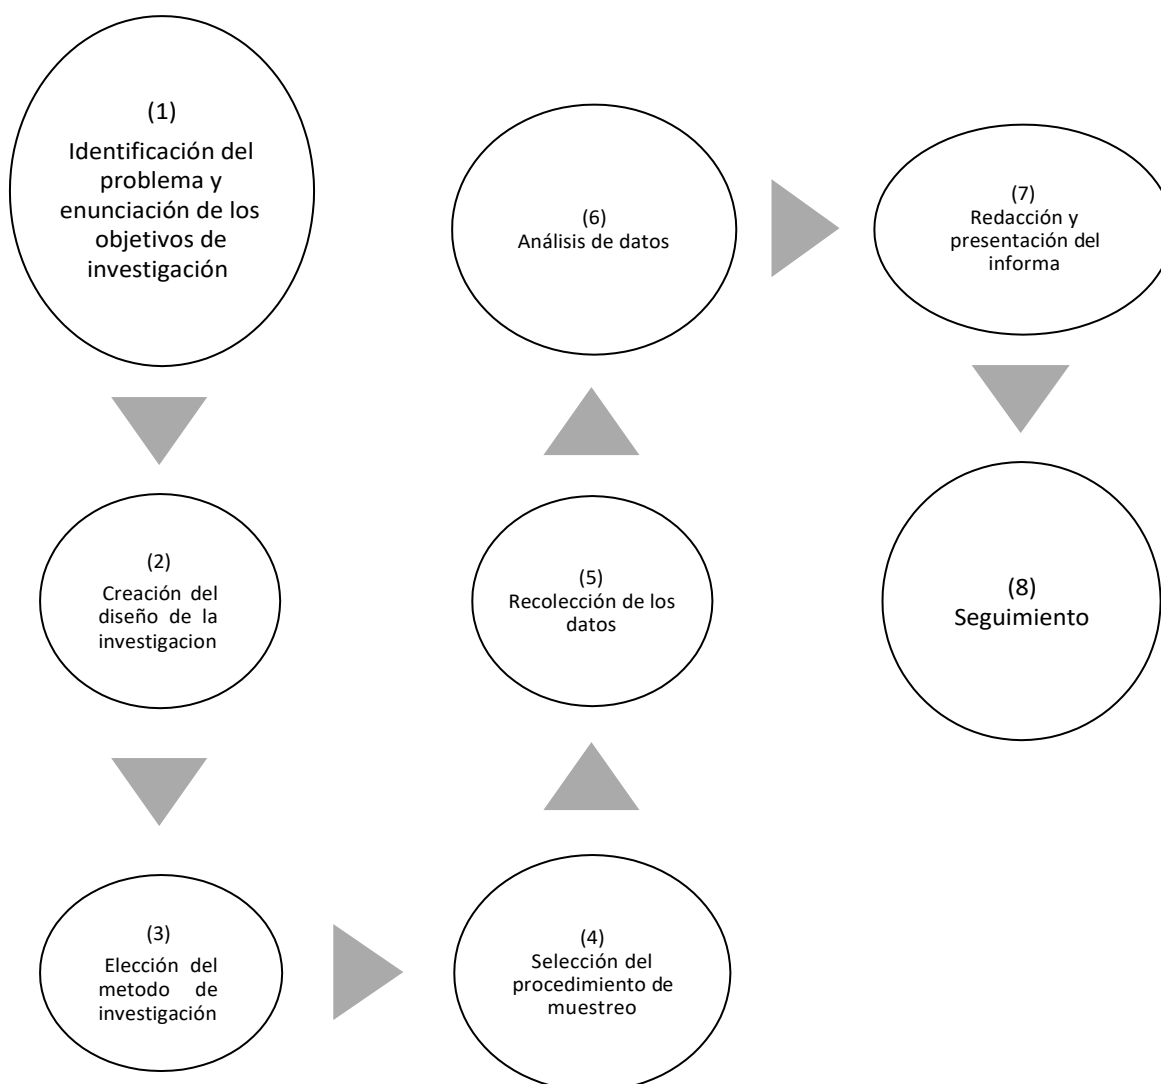 (1)
Identificación del
problema y
enunciación de los
objetivos de
investigación
(2)
Creación del
diseño de la
investigacion
(3)
Elección del
metodo de
investigación
(4)
Selección del
procedimiento de
muestreo
(5)
Recolección de los
datos
(6)
Análisis de datos
(7)
Redacción y
presentación del
informa
(8)
Seguimiento